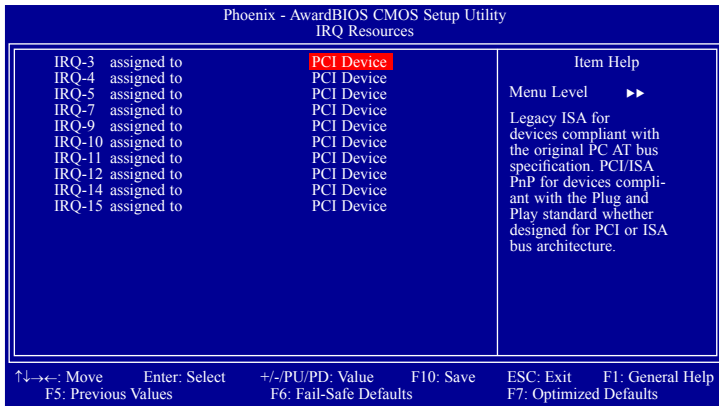 Phoenix - AwardBIOS CMOS Setup Utility
IRQ Resources
IRQ-3 assigned to PCI Device
IRQ-4 assigned to PCI Device
IRQ-5 assigned to PCI Device
IRQ-7 assigned to PCI Device
IRQ-9 assigned to PCI Device
IRQ-10 assigned to PCI Device
IRQ-11 assigned to PCI Device
IRQ-12 assigned to PCI Device
IRQ-14 assigned to PCI Device
IRQ-15 assigned to PCI Device
Item Help
Menu Level ▶▶
Legacy ISA for
devices compliant with
the original PC AT bus
specification. PCI/ISA
PnP for devices compli-
ant with the Plug and
Play standard whether
designed for PCI or ISA
bus architecture.
↑↓→←: Move Enter: Select +/-/PU/PD: Value F10: Save ESC: Exit F1: General Help
F5: Previous Values F6: Fail-Safe Defaults F7: Optimized Defaults